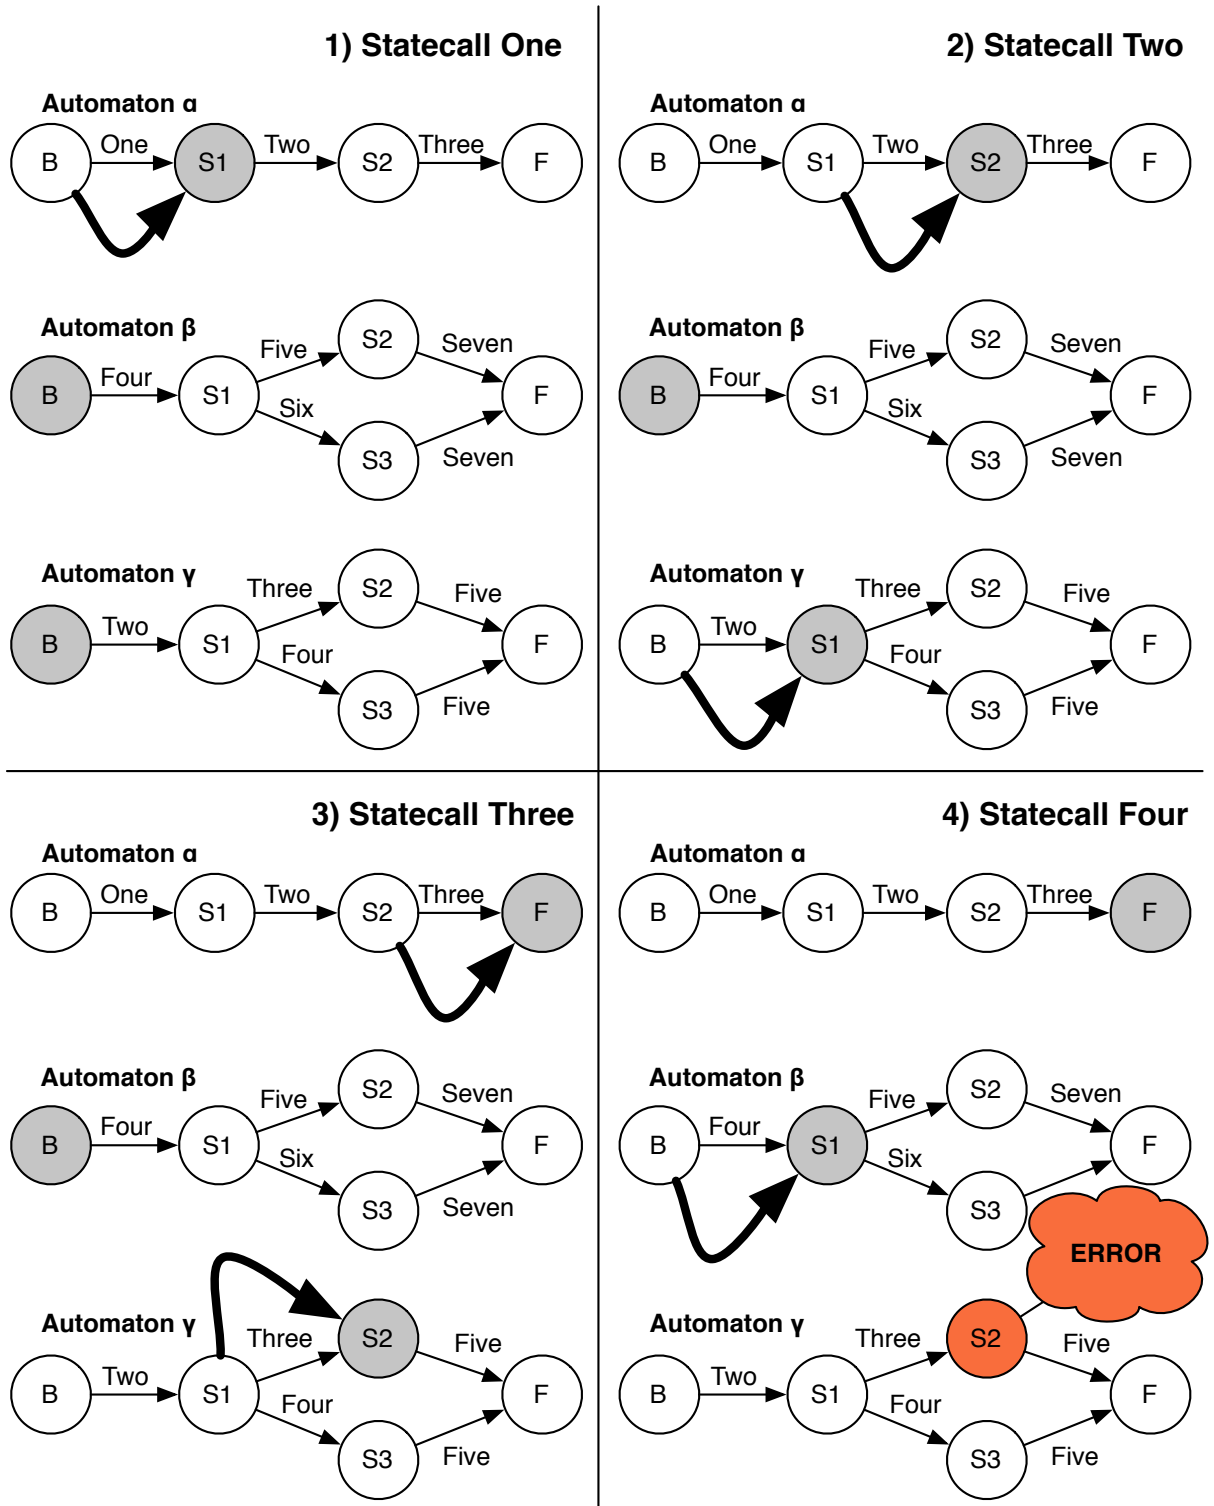 1) Statecall One
Automaton α
B One S1 Two S2 Three F
Automaton β
B Four S1 Five S2 Seven F
Six S3 Seven
Automaton γ
B Two S1 Three S2 Five F
Four S3 Five
2) Statecall Two
Automaton α
B One S1 Two S2 Three F
Automaton β
B Four S1 Five S2 Seven F
Six S3 Seven
Automaton γ
B Two S1 Three S2 Five F
Four S3 Five
3) Statecall Three
Automaton α
B One S1 Two S2 Three F
Automaton β
B Four S1 Five S2 Seven F
Six S3 Seven
Automaton γ
B Two S1 Three S2 Five F
Four S3 Five
4) Statecall Four
Automaton α
B One S1 Two S2 Three F
Automaton β
B Four S1 Five S2 Seven F
Six S3
ERROR
Automaton γ
B Two S1 Three S2 Five F
Four S3 Five